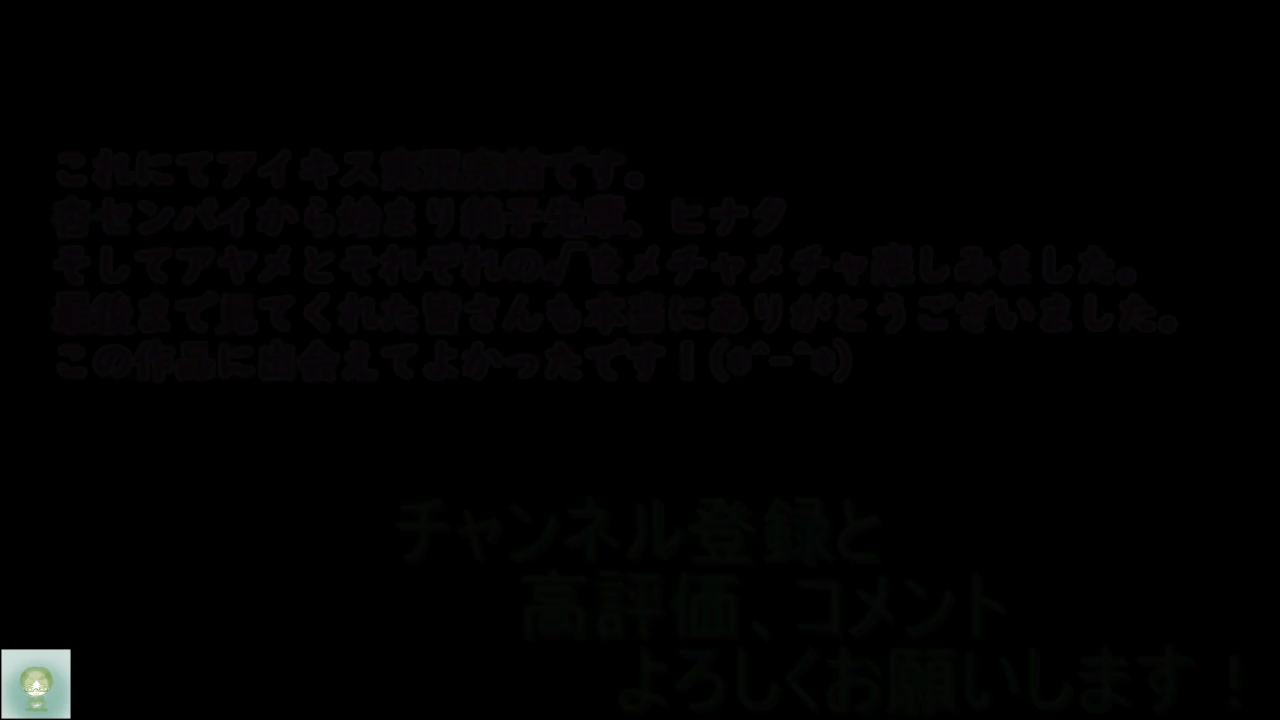 これにてアイキス実況完結です。
杏センパイから始まり純子先輩、ヒナタ
そしてアヤメとそれぞれの√をメチャメチャ楽しみました。
最後まで見てくれた皆さんも本当にありがとうございました。
この作品に出会えてよかったです！(0^-^0)
チャンネル登録と
高評価、コメント
よろしくお願いします！